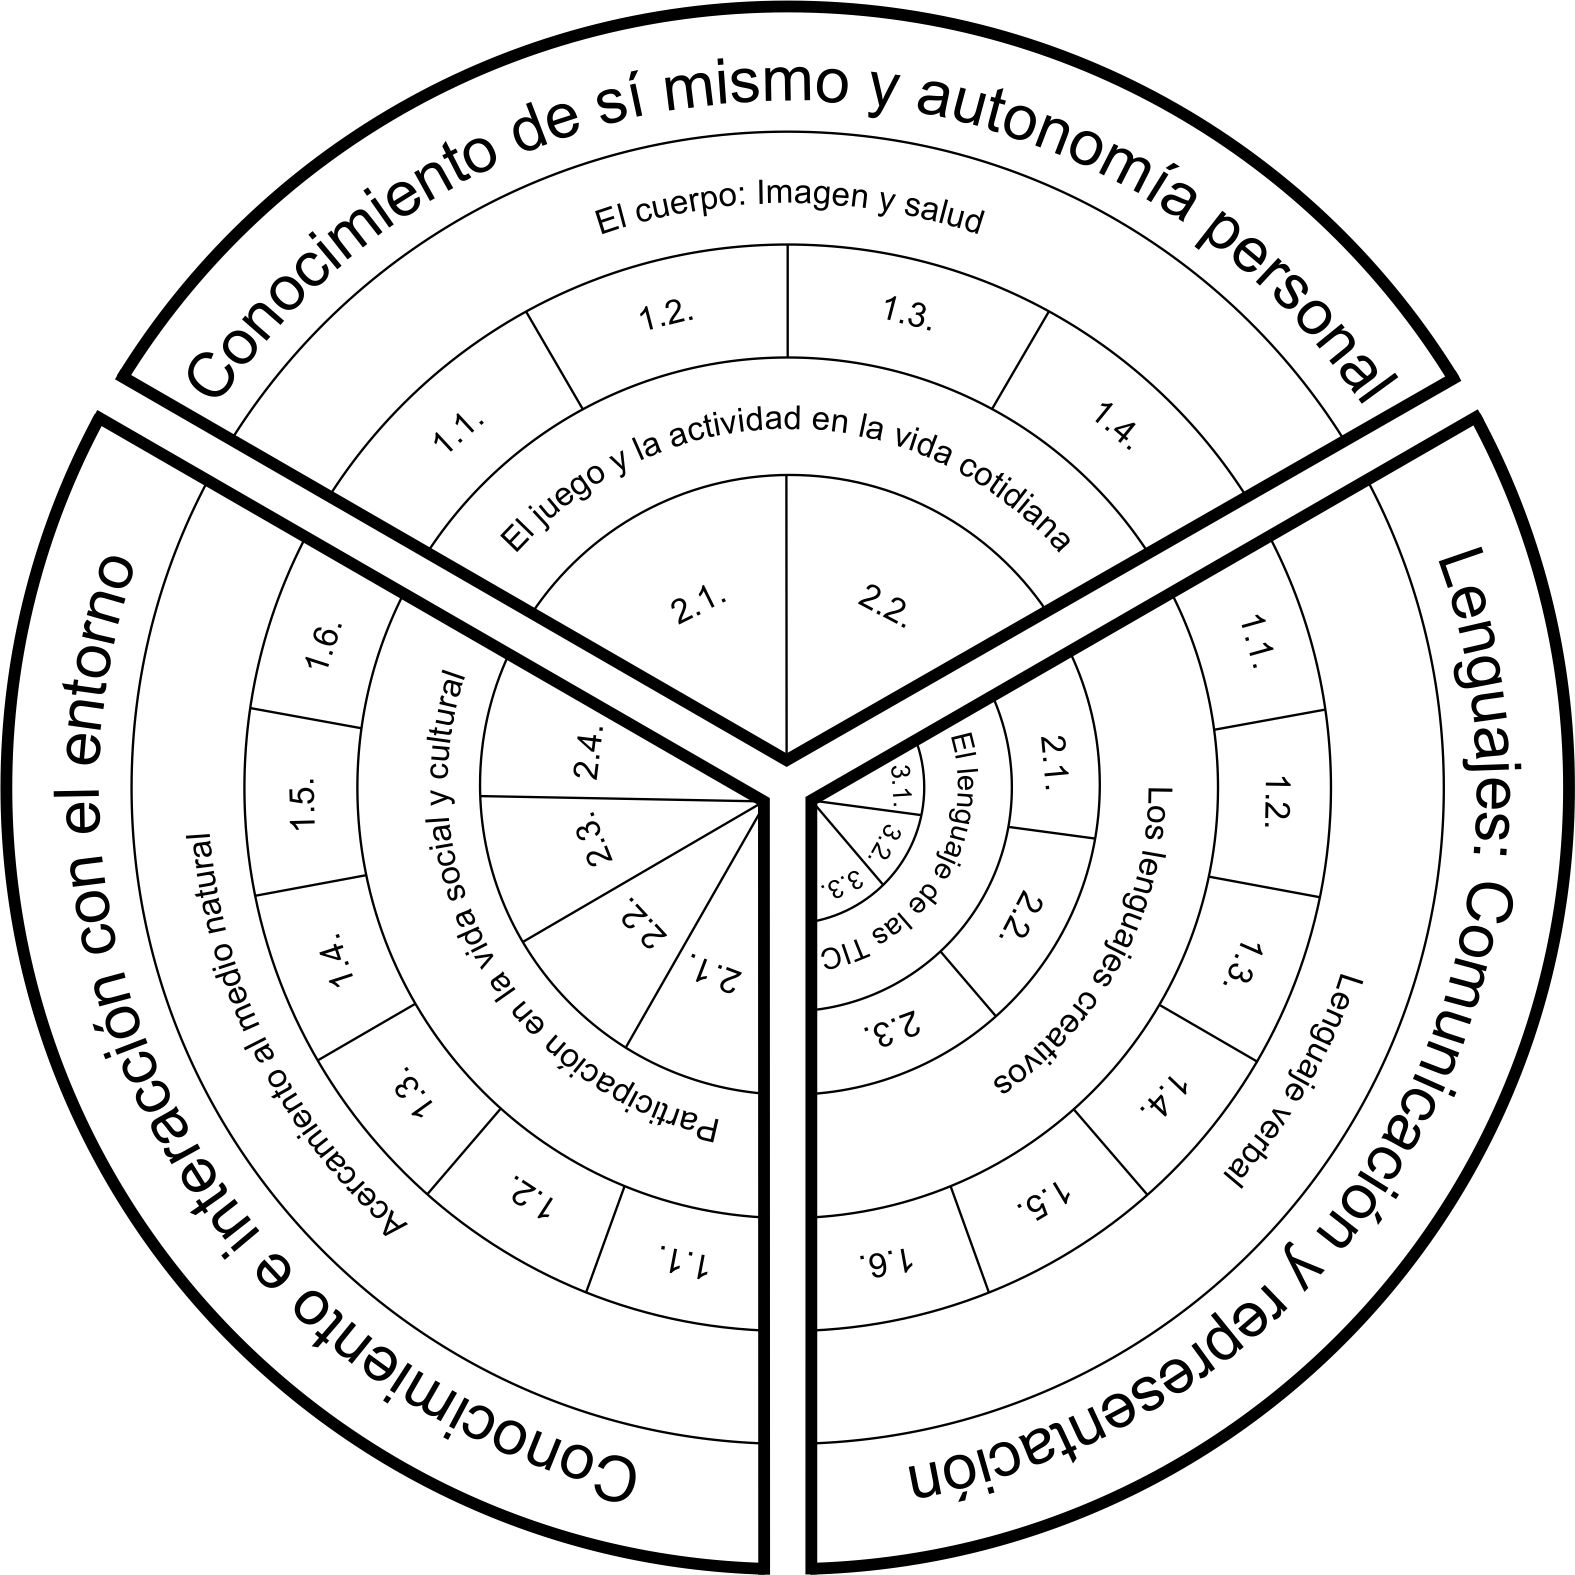 Conocimiento de sí mismo y autonomía personal
El cuerpo: Imagen y salud
1.1.
1.2.
1.3.
1.4.
El juego y la actividad en la vida cotidiana
2.1.
2.2.
Lenguajes: Comunicación y representación
Lenguaje verbal
1.1.
1.2.
1.3.
1.4.
1.5.
1.6.
Los lenguajes creativos
2.1.
2.2.
2.3.
El lenguaje de las TIC
3.1.
3.2.
3.3.
Conocimiento e interacción con el entorno
Acercamiento al medio natural
1.1.
1.2.
1.3.
1.4.
1.5.
1.6.
Participación en la vida social y cultural
2.1.
2.2.
2.3.
2.4.